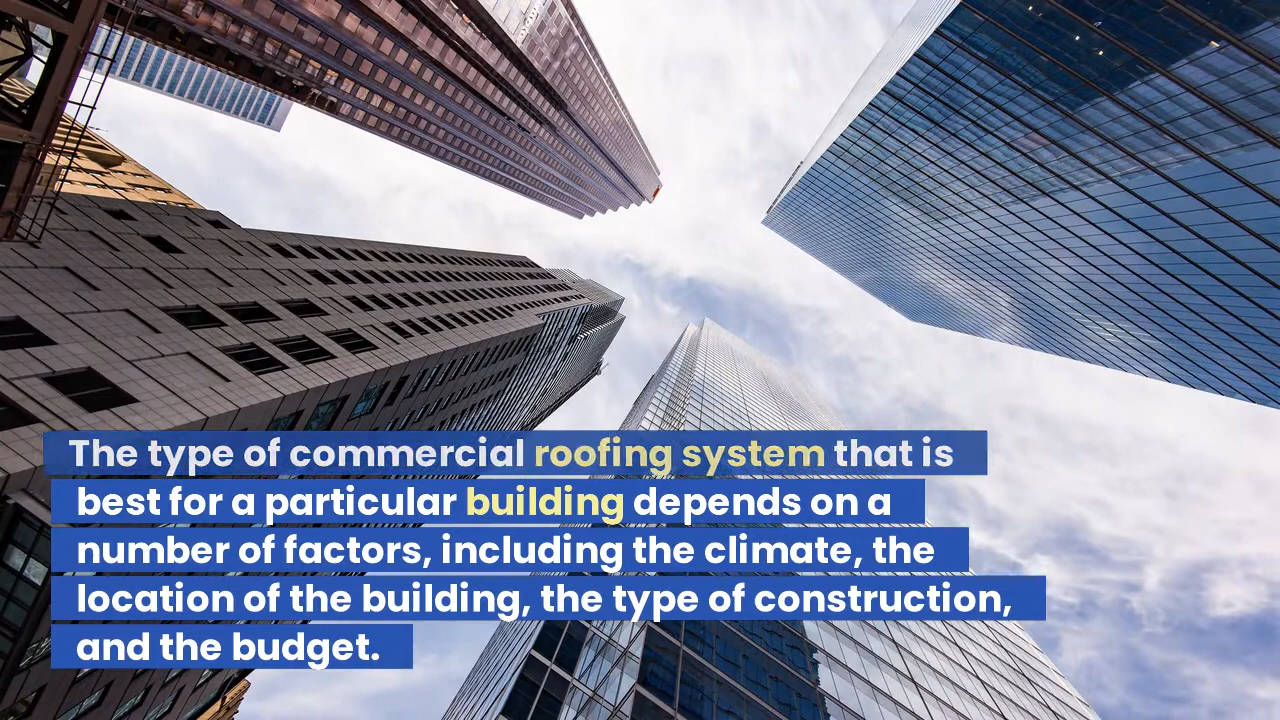 The type of commercial roofing system that is
best for a particular building depends on a
number of factors, including the climate, the
location of the building, the type of construction,
and the budget.